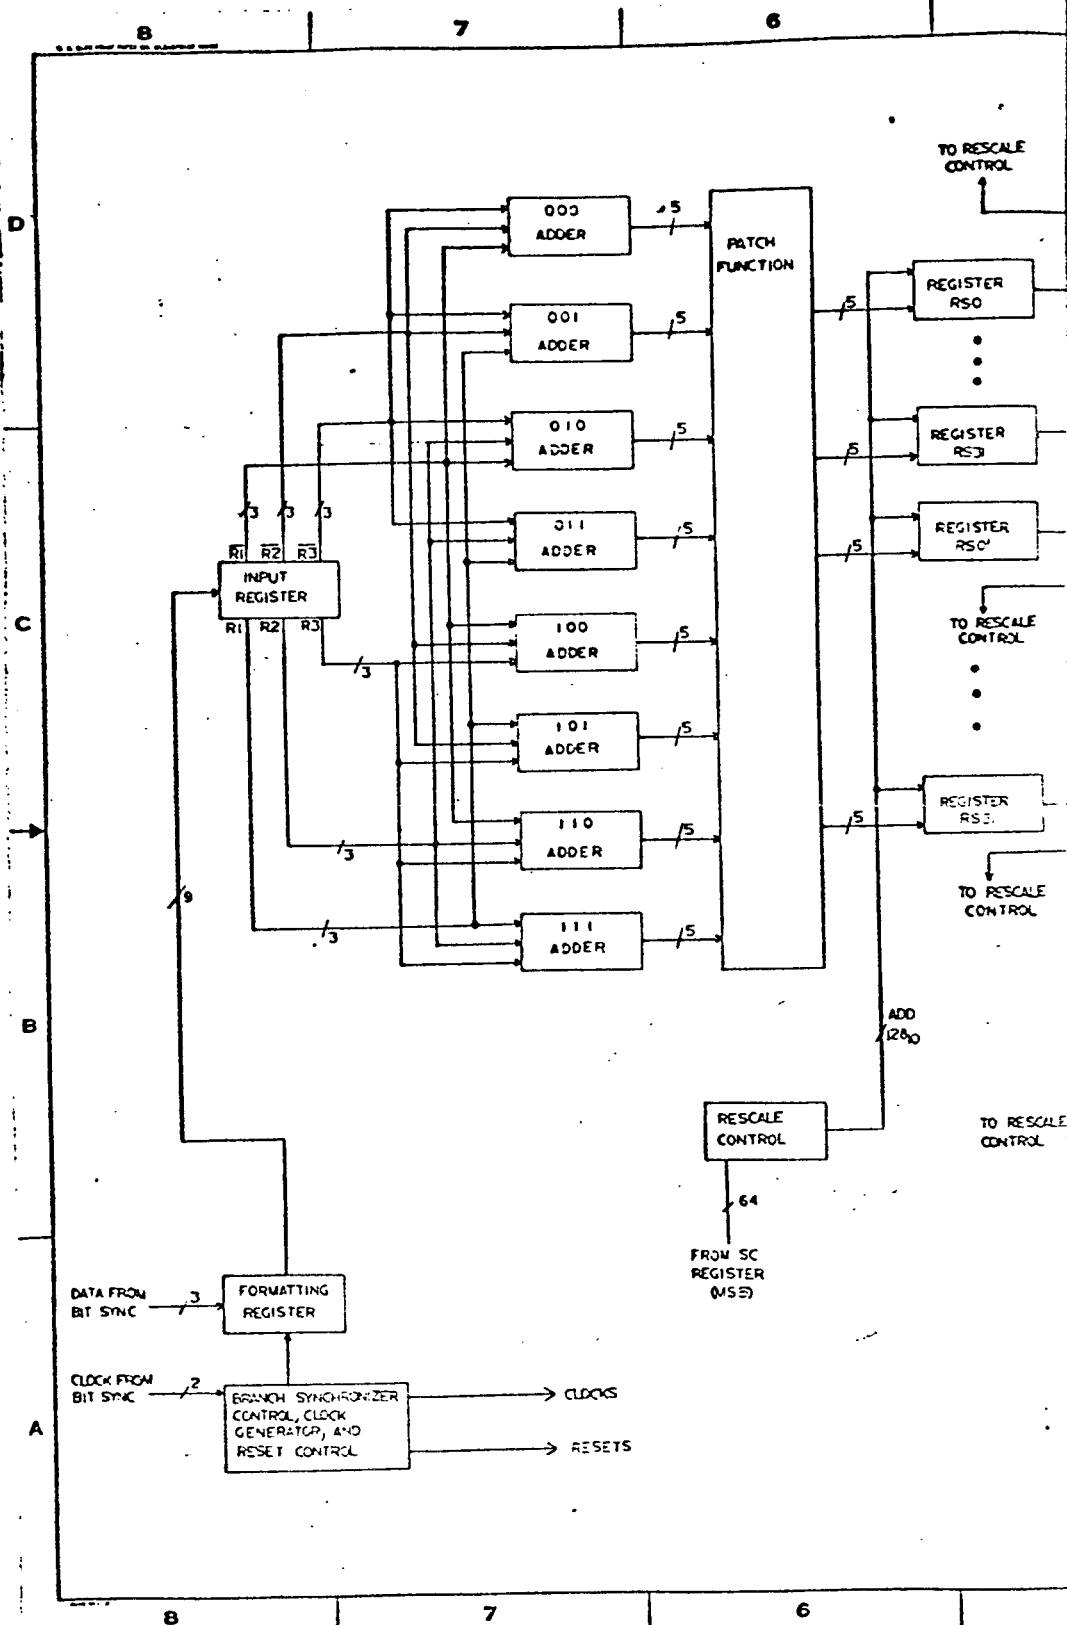 8 7 6
TO RESCALE
CONTROL
D
000
ADDER
5
PATCH
FUNCTION
REGISTER
RS0
5
001
ADDER
5
010
ADDER
5
REGISTER
RS31
5
3 3 3
R1 R2 R3
INPUT
REGISTER
R1 R2 R3
011
ADDER
5
REGISTER
RS0'
5
C
100
ADDER
5
TO RESCALE
CONTROL
3
101
ADDER
5
REGISTER
5
110
ADDER
5
3
9
TO RESCALE
CONTROL
111
ADDER
5
3
B
ADD
128₁₀
RESCALE
CONTROL
TO RESCALE
CONTROL
64
FROM SC
REGISTER
(MSB)
DATA FROM
BIT SYNC
3
FORMATTING
REGISTER
CLOCK FROM
BIT SYNC
2
BRANCH SYNCHRONIZER
CONTROL, CLOCK
GENERATOR, AND
RESET CONTROL
CLOCKS
RESETS
A
8 7 6